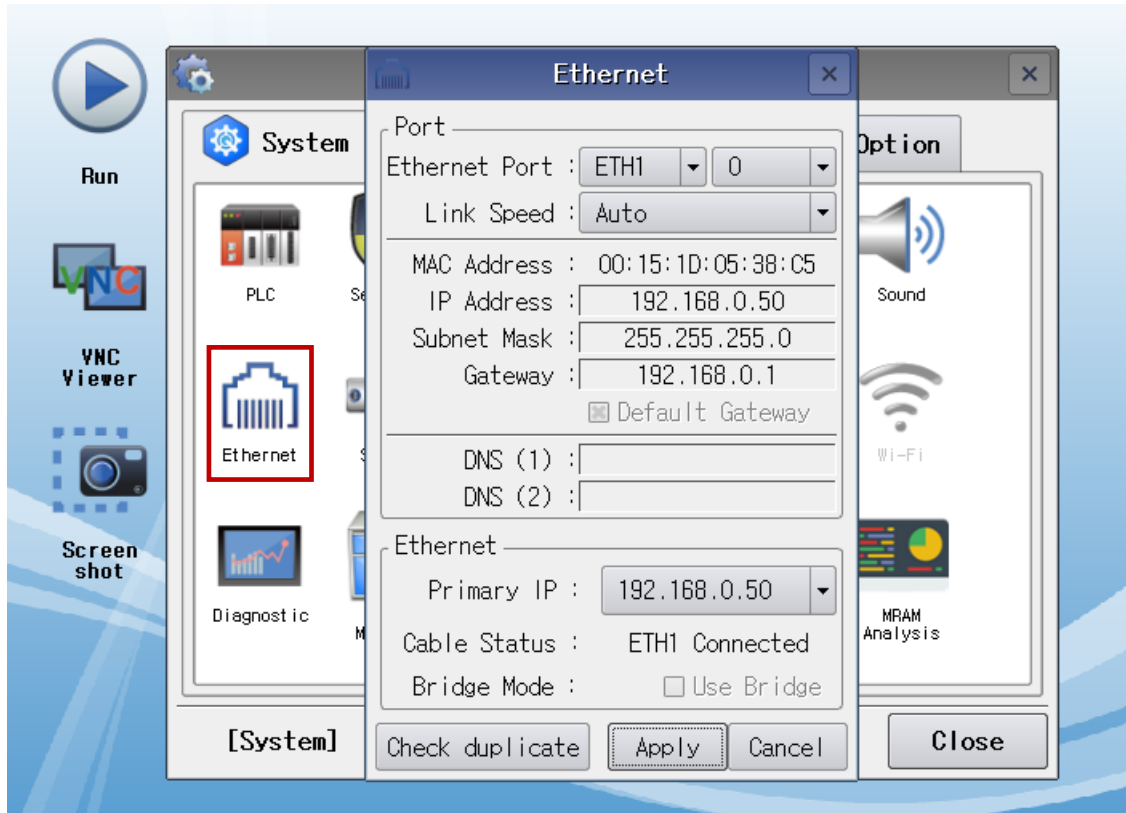 Run
VNC
VNC
Viewer
Screen
shot
System
Option
PLC
Se
Sound
Ethernet
S
Wi-Fi
Diagnostic
M
MRAM
Analysis
[System]
Close
Ethernet
Port
Ethernet Port : ETH1 0
Link Speed : Auto
MAC Address : 00:15:1D:05:38:C5
IP Address : 192.168.0.50
Subnet Mask : 255.255.255.0
Gateway : 192.168.0.1
Default Gateway
DNS (1) :
DNS (2) :
Ethernet
Primary IP : 192.168.0.50
Cable Status : ETH1 Connected
Bridge Mode : Use Bridge
Check duplicate
Apply
Cancel